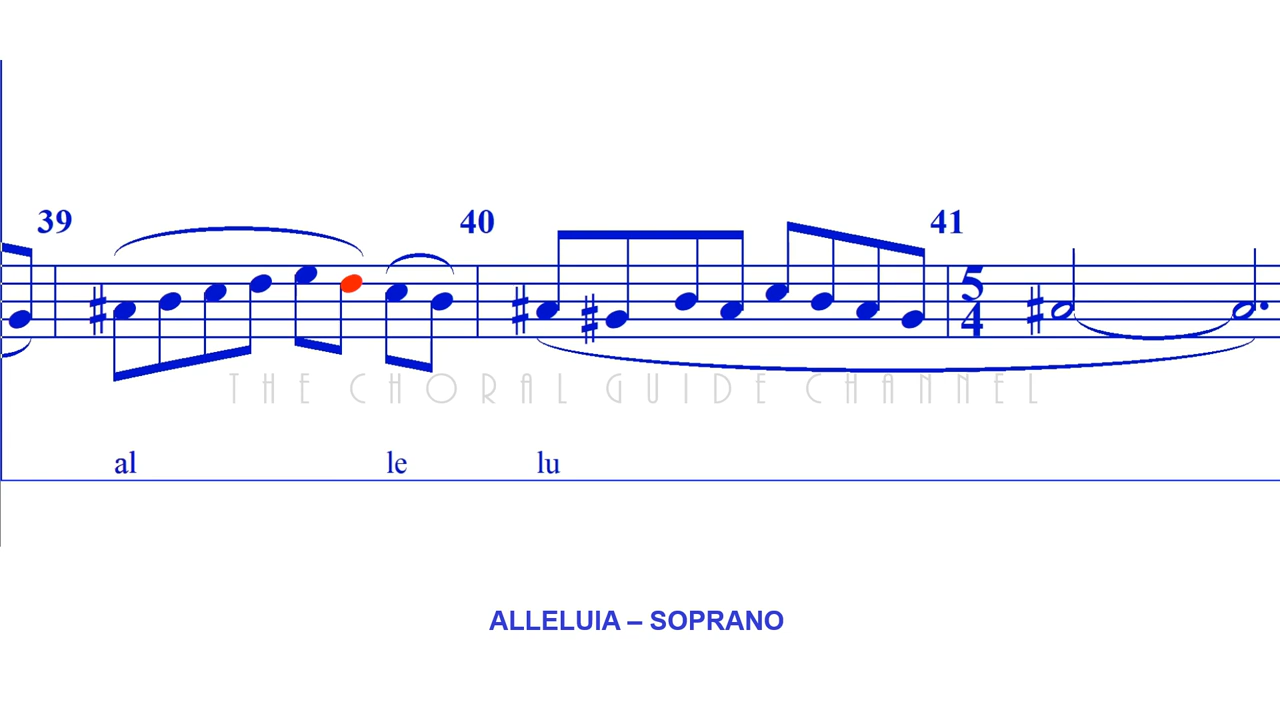 39 40 41
5
4
THE CHORAL GUIDE CHANNEL
al le lu
ALLELUIA – SOPRANO